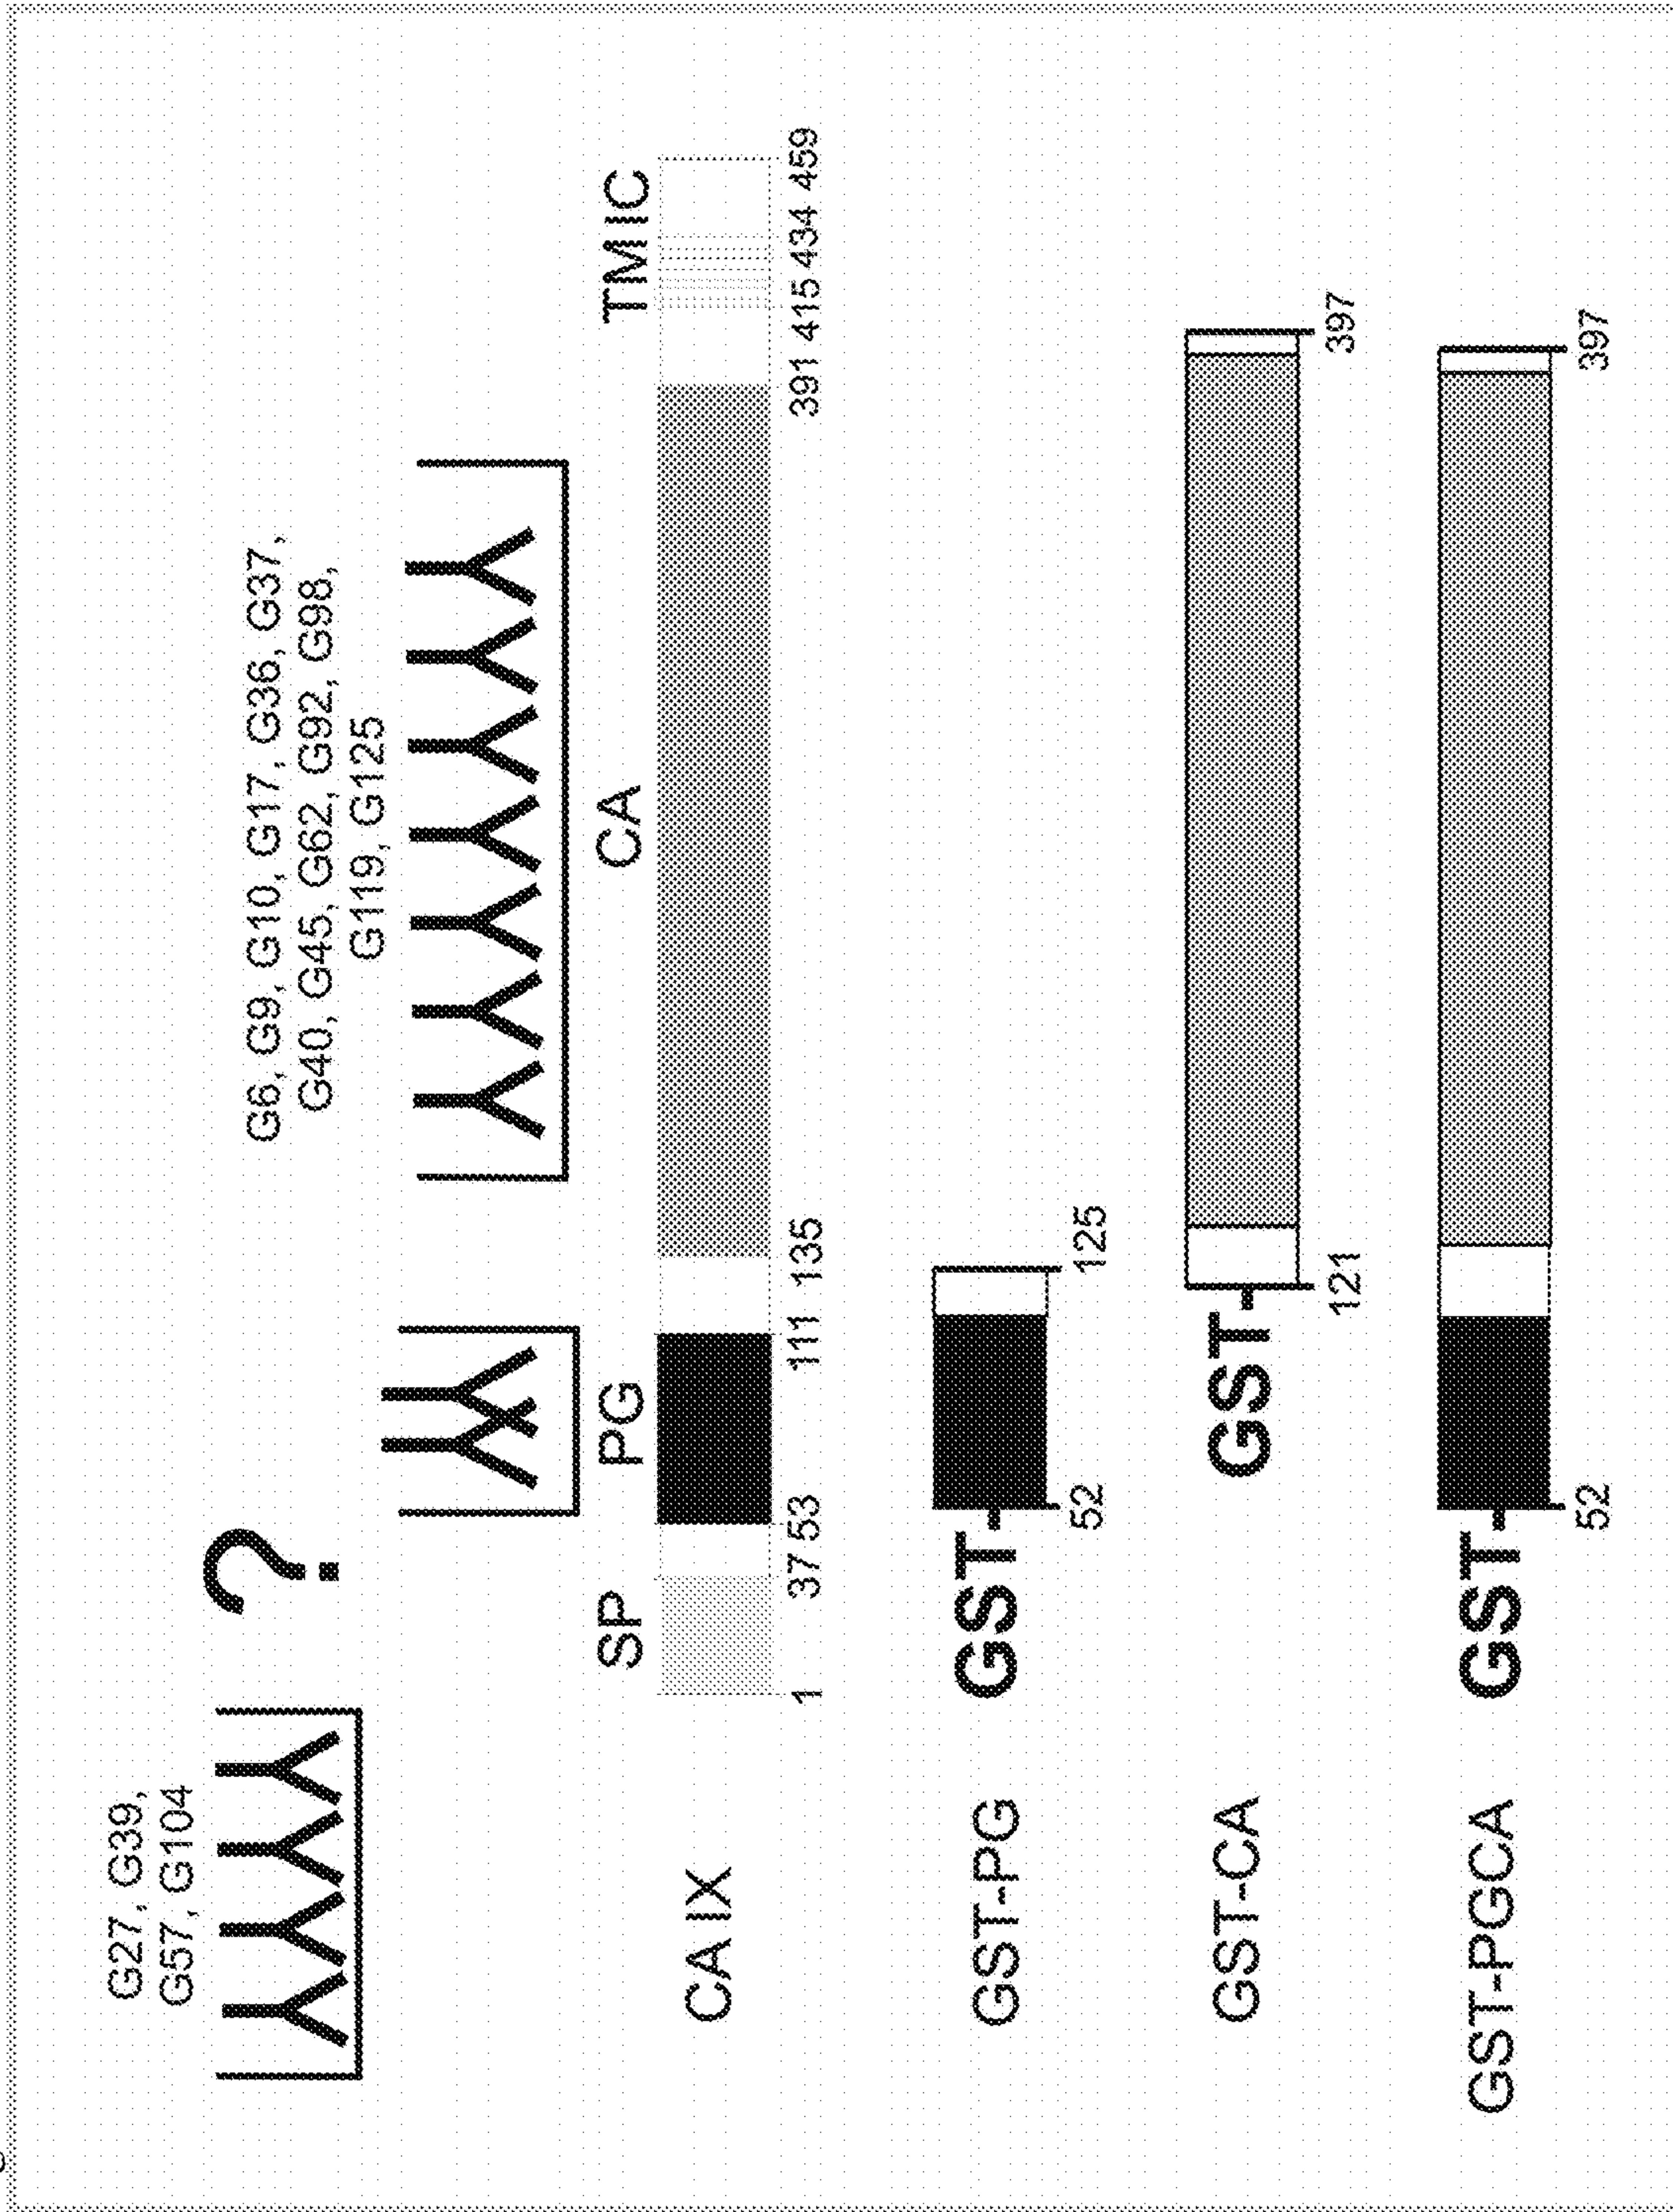 G27, G39,
G57, G104
?
G6, G9, G10, G17, G36, G37,
G40, G45, G62, G92, G98,
G119, G125
SP
PG
CA
TMIC
CA IX
1 37 53 111 135 391 415 434 459
GST-PG
GST-
52 125
GST-CA
GST-
121 397
GST-PGCA
GST-
52 397